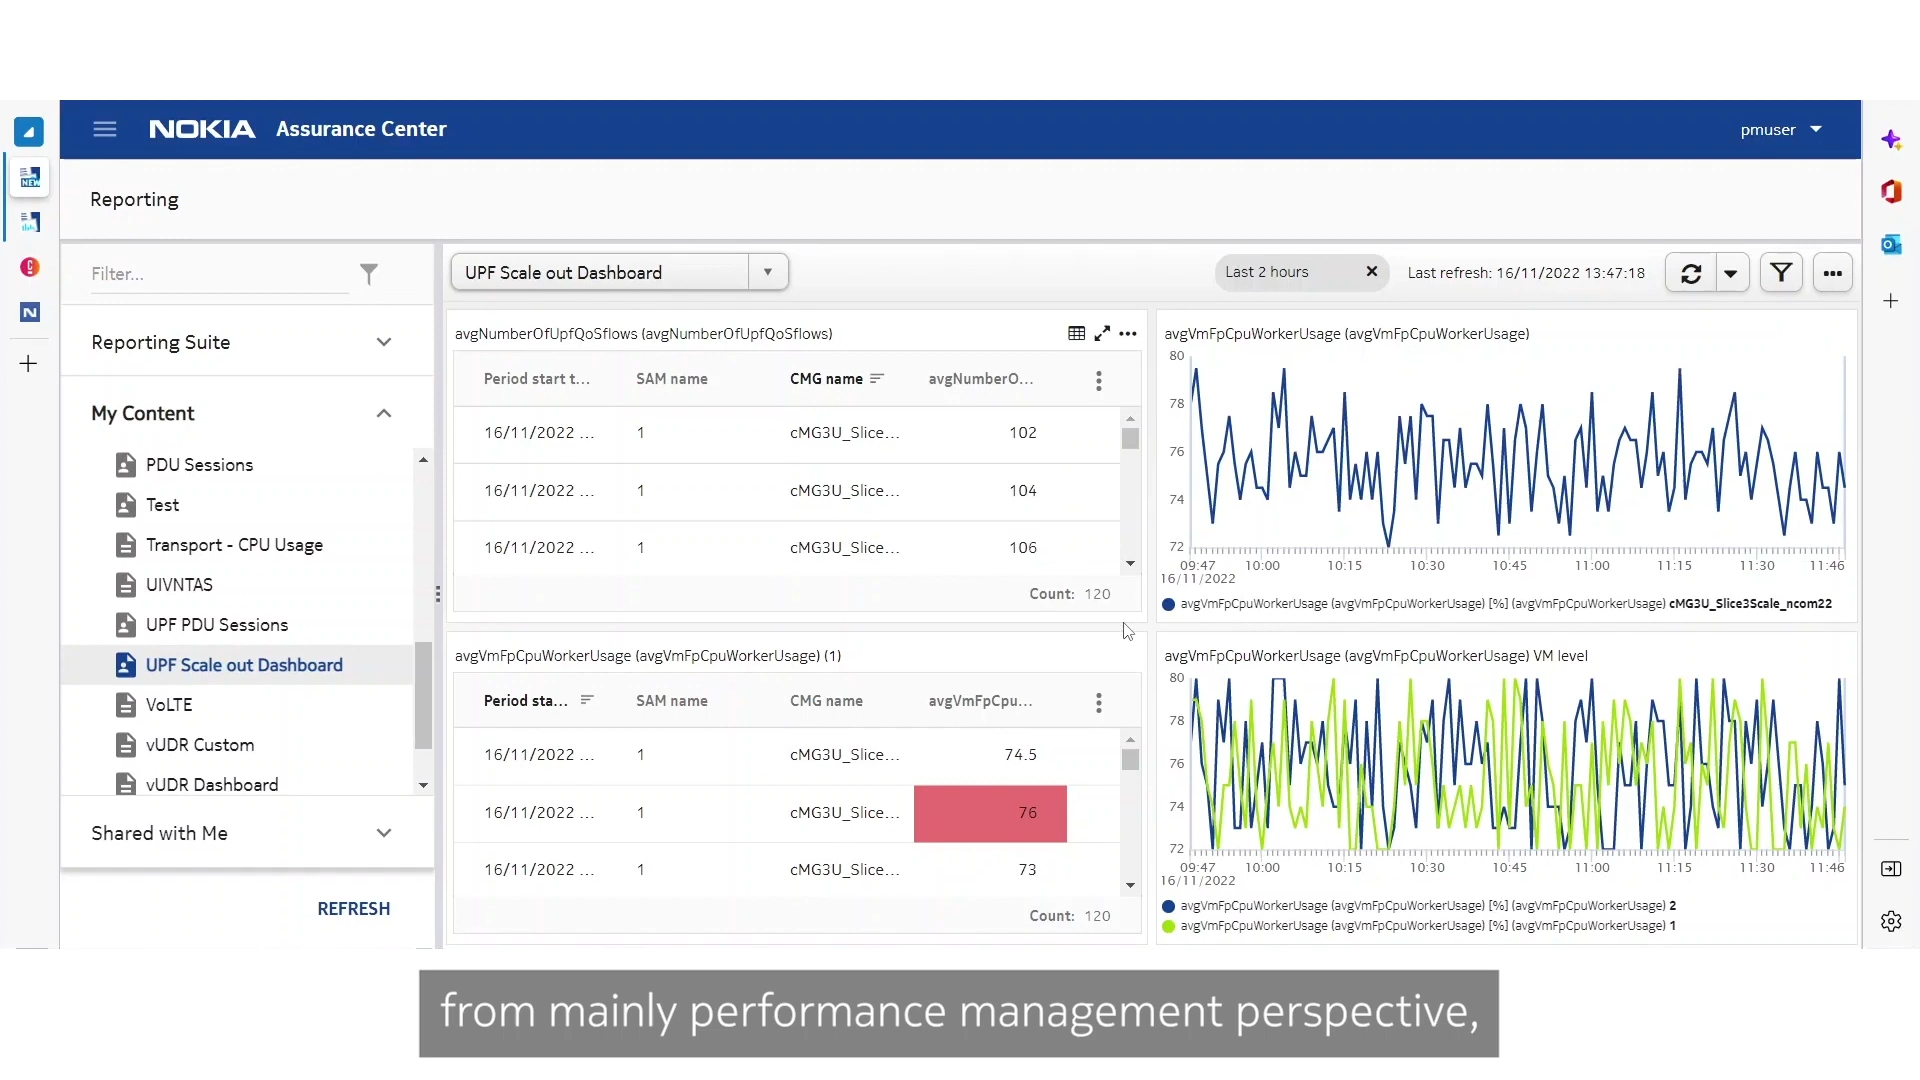 NOKIA Assurance Center
pmuser
NEW
Reporting
Filter...
Reporting Suite
My Content
PDU Sessions
Test
Transport - CPU Usage
UIVNTAS
UPF PDU Sessions
UPF Scale out Dashboard
VoLTE
vUDR Custom
vUDR Dashboard
Shared with Me
REFRESH
UPF Scale out Dashboard
Last 2 hours
Last refresh: 16/11/2022 13:47:18
avgNumberOfUpfQoSflows (avgNumberOfUpfQoSflows)
Period start t... SAM name CMG name avgNumberO...
16/11/2022 ... 1 cMG3U_Slice... 102
16/11/2022 ... 1 cMG3U_Slice... 104
16/11/2022 ... 1 cMG3U_Slice... 106
Count: 120
avgVmFpCpuWorkerUsage (avgVmFpCpuWorkerUsage)
80
78
76
74
72
09:47 10:00 10:15 10:30 10:45 11:00 11:15 11:30 11:46
16/11/2022
avgVmFpCpuWorkerUsage (avgVmFpCpuWorkerUsage) [%] (avgVmFpCpuWorkerUsage) cMG3U_Slice3Scale_ncom22
avgVmFpCpuWorkerUsage (avgVmFpCpuWorkerUsage) (1)
Period sta... SAM name CMG name avgVmFpCpu...
16/11/2022 ... 1 cMG3U_Slice... 74.5
16/11/2022 ... 1 cMG3U_Slice... 76
16/11/2022 ... 1 cMG3U_Slice... 73
Count: 120
avgVmFpCpuWorkerUsage (avgVmFpCpuWorkerUsage) VM level
80
78
76
74
72
09:47 10:00 10:15 10:30 10:45 11:00 11:15 11:30 11:46
16/11/2022
avgVmFpCpuWorkerUsage (avgVmFpCpuWorkerUsage) [%] (avgVmFpCpuWorkerUsage) 2
avgVmFpCpuWorkerUsage (avgVmFpCpuWorkerUsage) [%] (avgVmFpCpuWorkerUsage) 1
from mainly performance management perspective,